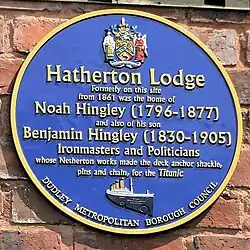 Hatherton Lodge
Formerly on this site
from 1861 was the home of
Noah Hingley (1796-1877)
and also of his son
Benjamin Hingley (1830-1905)
Ironmasters and Politicians
whose Netherton works made the deck anchor, shackle,
pins and chain, for the Titanic
DUDLEY METROPOLITAN BOROUGH COUNCIL